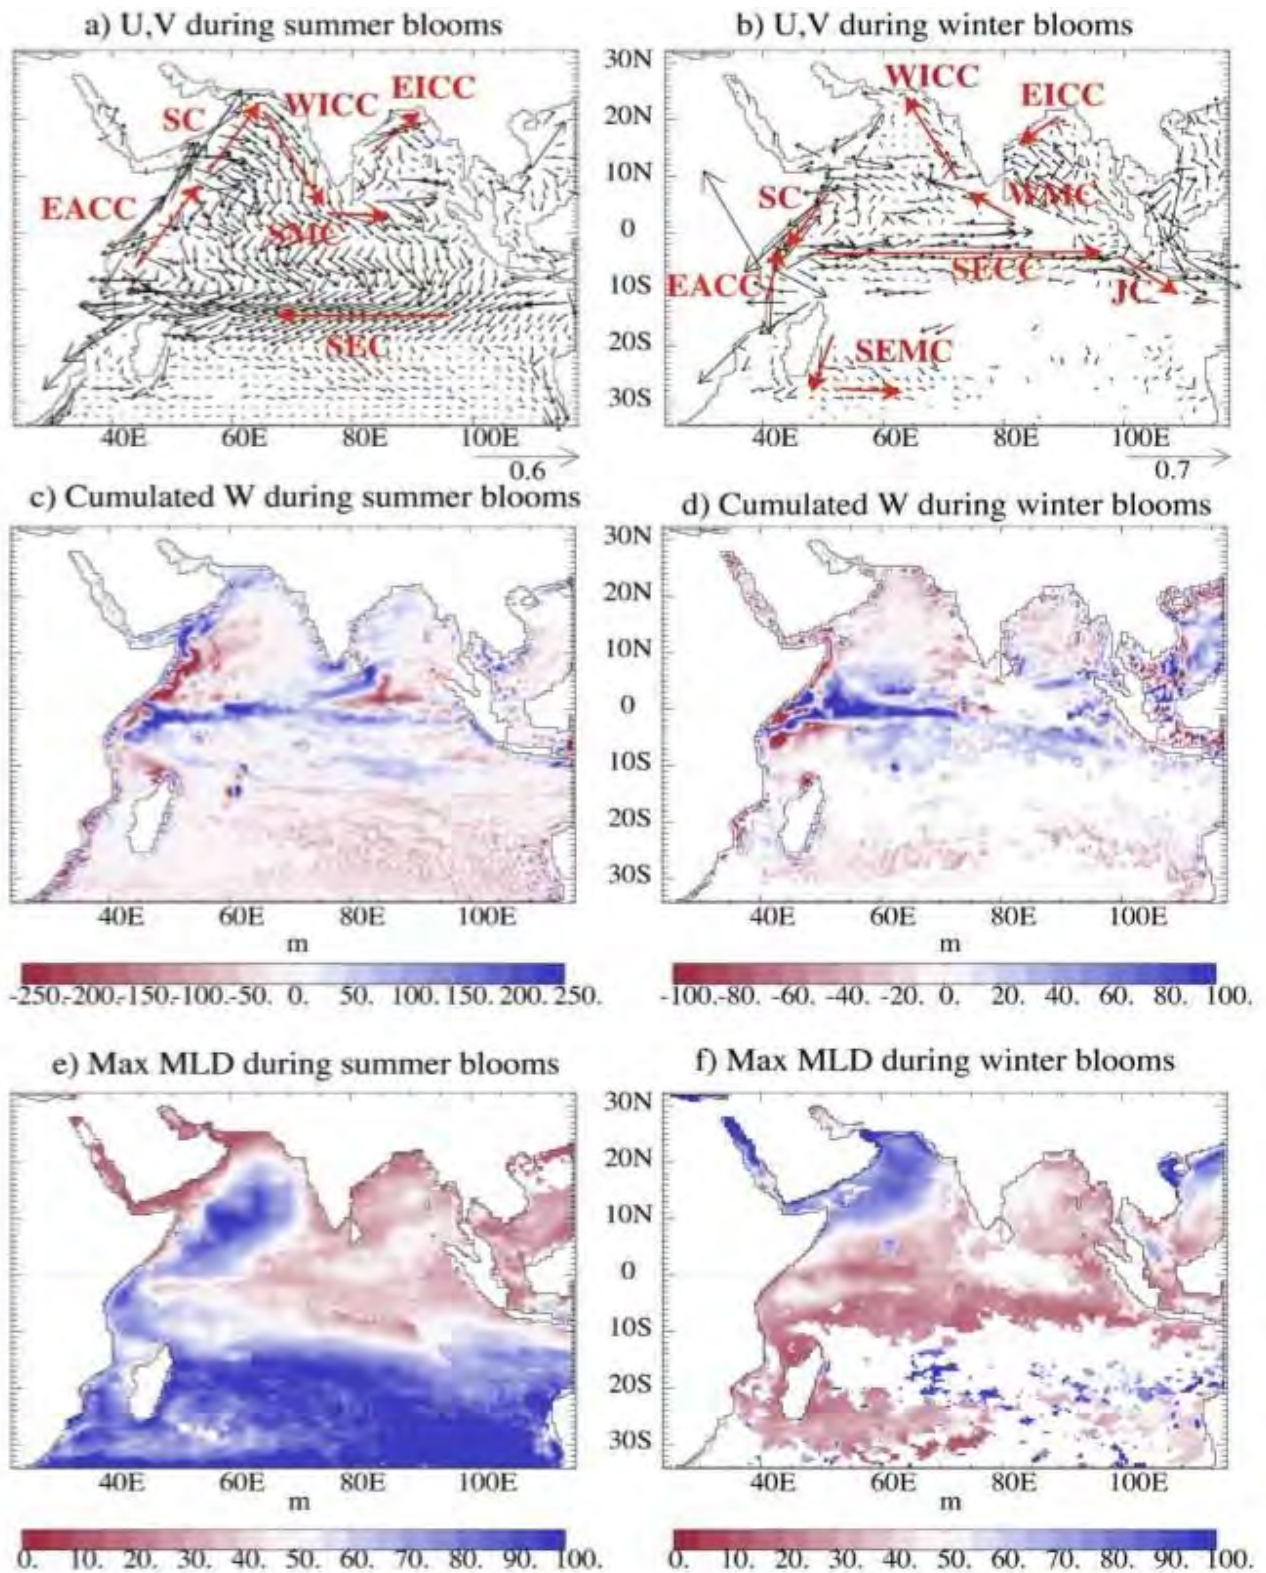 a) U,V during summer blooms
b) U,V during winter blooms
30N
20N
10N
0
10S
20S
30S
SC
WICC
EICC
EACC
SMC
SEC
WICC
EICC
SC
WMC
EACC
SECC
JC
SEMC
40E 60E 80E 100E
0.6
40E 60E 80E 100E
0.7
c) Cumulated W during summer blooms
d) Cumulated W during winter blooms
30N
20N
10N
0
10S
20S
30S
40E 60E 80E 100E
m
40E 60E 80E 100E
m
-250.-200.-150.-100.-50. 0. 50. 100.150.200.250.
-100.-80. -60. -40. -20. 0. 20. 40. 60. 80. 100.
e) Max MLD during summer blooms
f) Max MLD during winter blooms
30N
20N
10N
0
10S
20S
30S
40E 60E 80E 100E
m
40E 60E 80E 100E
m
0. 10. 20. 30. 40. 50. 60. 70. 80. 90. 100.
0. 10. 20. 30. 40. 50. 60. 70. 80. 90. 100.